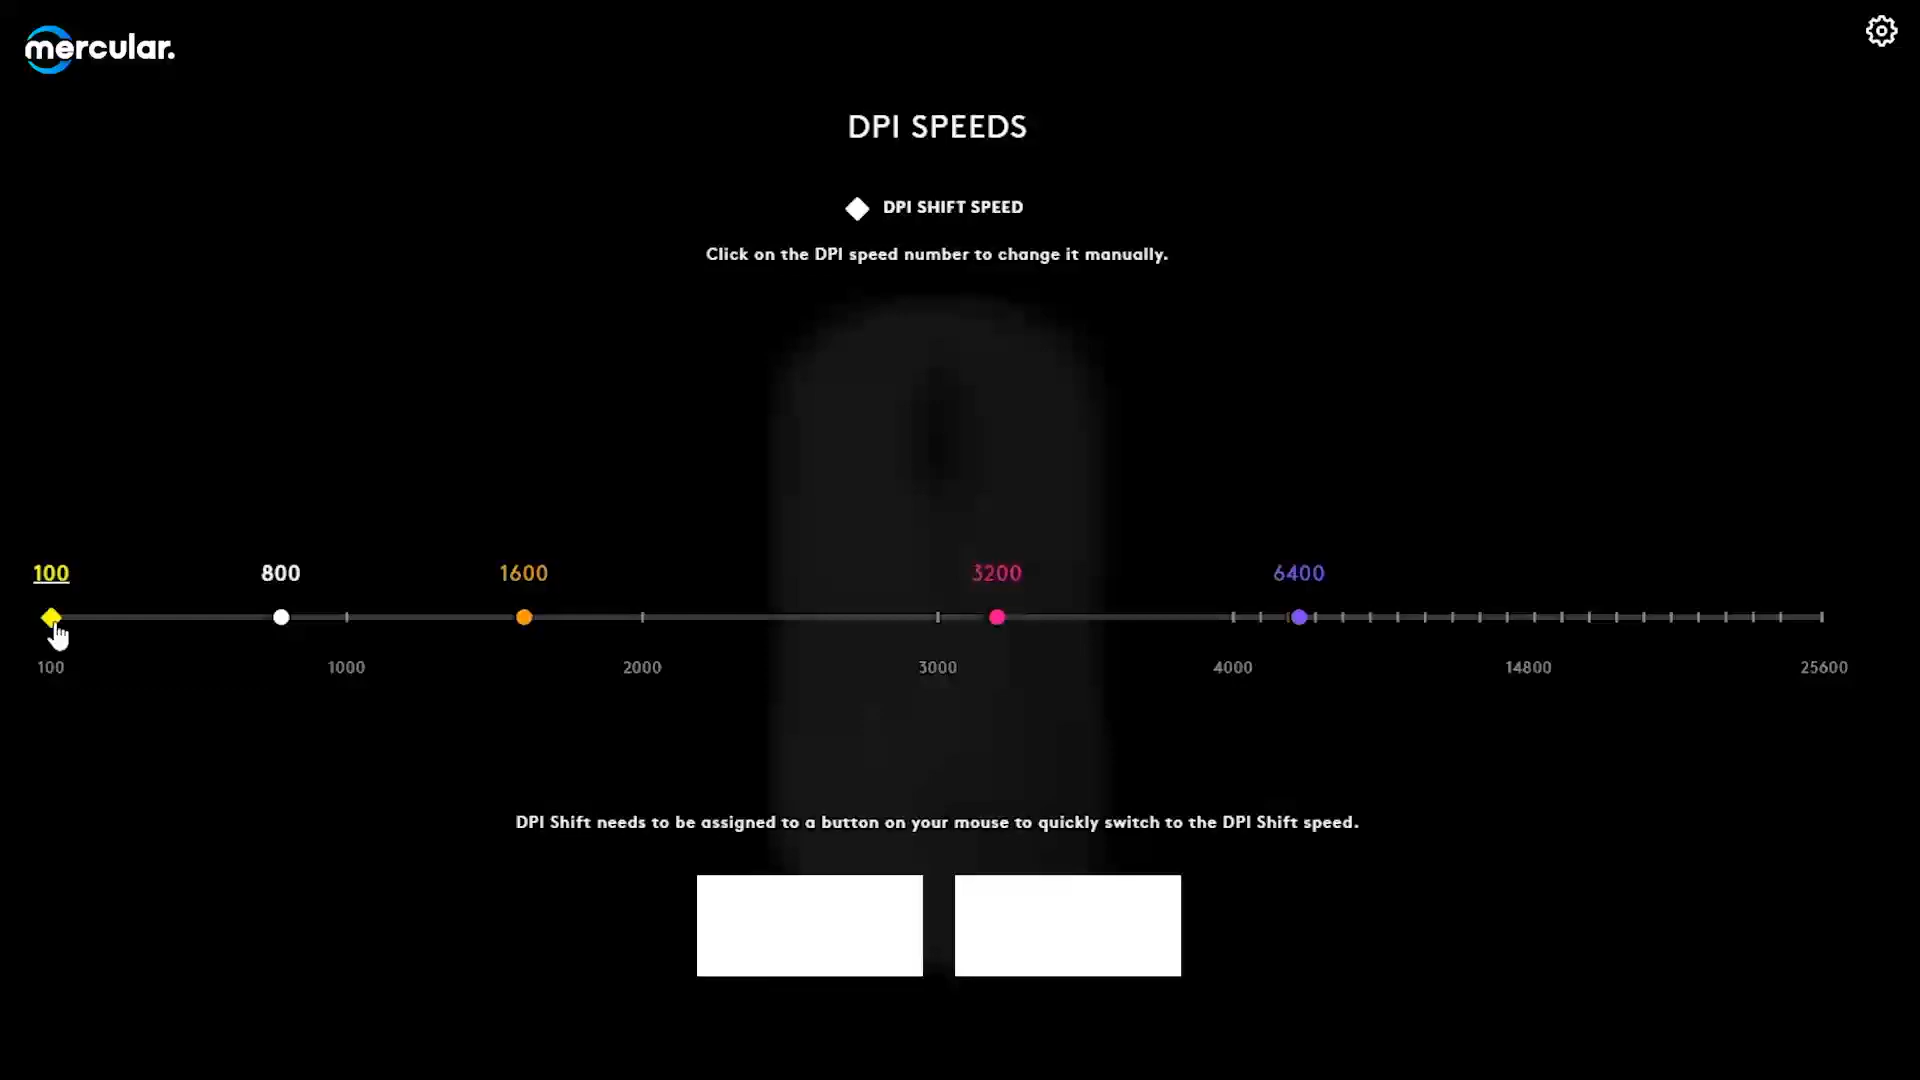 mercular.
DPI SPEEDS
DPI SHIFT SPEED
Click on the DPI speed number to change it manually.
100 800 1600 3200 6400
100 1000 2000 3000 4000 14800 25600
DPI Shift needs to be assigned to a button on your mouse to quickly switch to the DPI Shift speed.